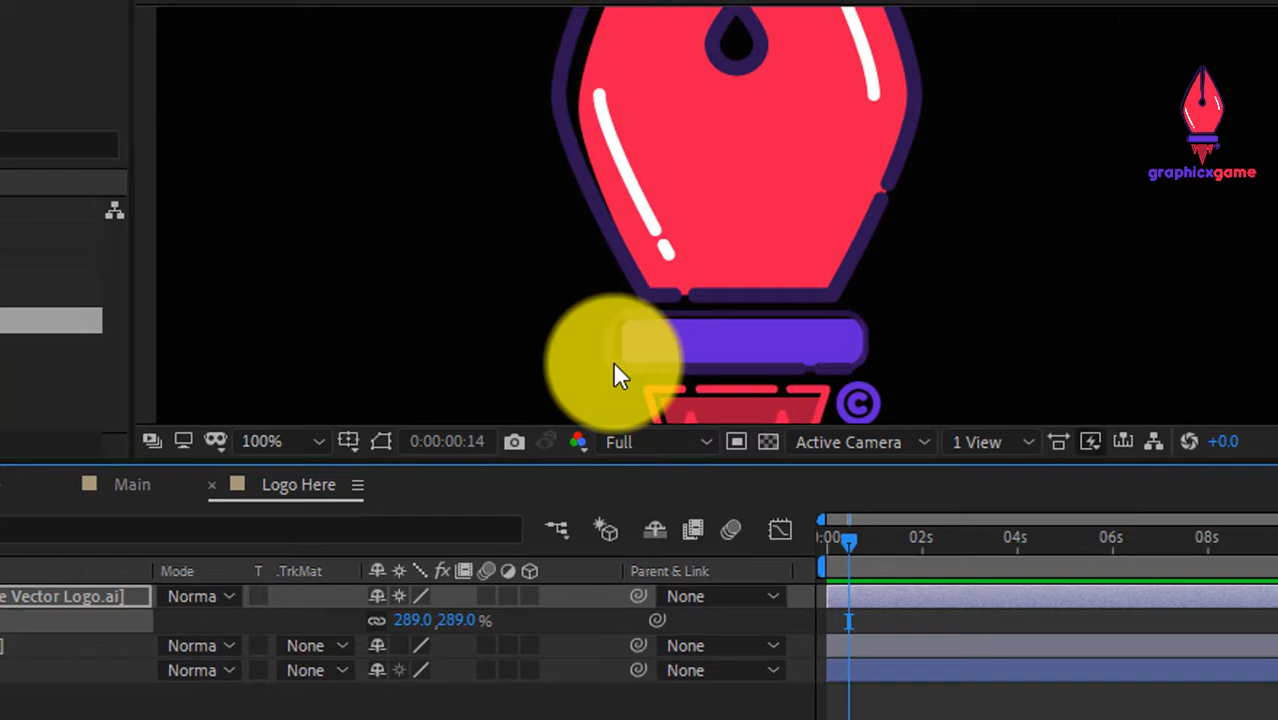 graphicxgame
©
100%
0:00:00:14
Full
Active Camera
1 View
+0.0
Main
× Logo Here
:00 02s 04s 06s 08s
Mode T .TrkMat fx Parent & Link
e Vector Logo.ai] Norma None
289.0,289.0 %
] Norma None None
Norma None None